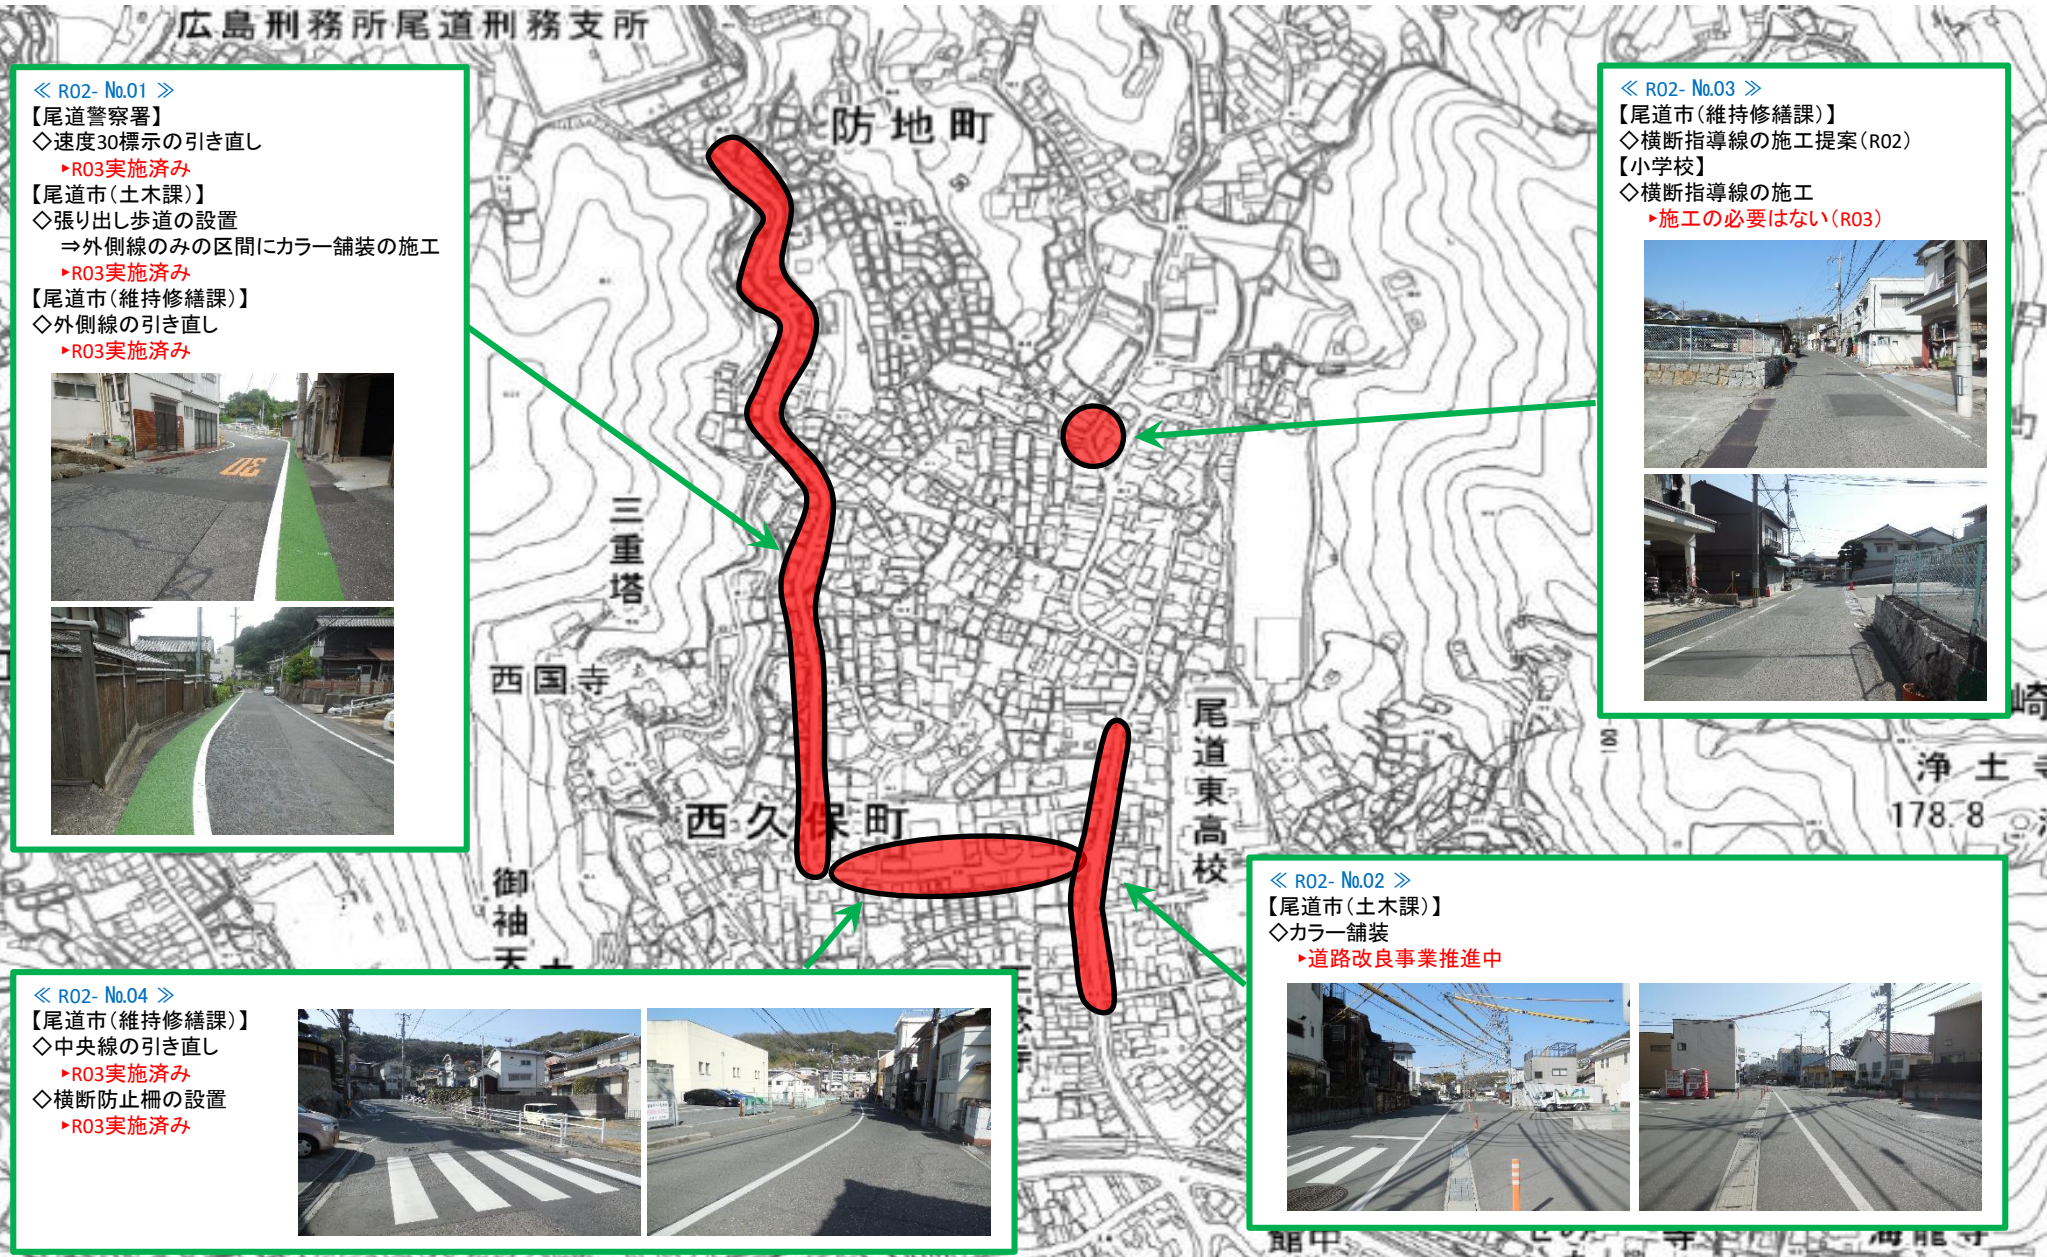 広島刑務所尾道刑務支所
防地町
三重塔
西国寺
西久保町
尾道東高校
御袖天
浄土寺
178.8
崎
≪ R02- №01 ≫
【尾道警察署】
◇速度30標示の引き直し
▸R03実施済み
【尾道市(土木課)】
◇張り出し歩道の設置
⇒外側線のみの区間にカラー舗装の施工
▸R03実施済み
【尾道市(維持修繕課)】
◇外側線の引き直し
▸R03実施済み
30
≪ R02- №03 ≫
【尾道市(維持修繕課)】
◇横断指導線の施工提案(R02)
【小学校】
◇横断指導線の施工
▸施工の必要はない(R03)
≪ R02- №02 ≫
【尾道市(土木課)】
◇カラー舗装
▸道路改良事業推進中
≪ R02- №04 ≫
【尾道市(維持修繕課)】
◇中央線の引き直し
▸R03実施済み
◇横断防止柵の設置
▸R03実施済み